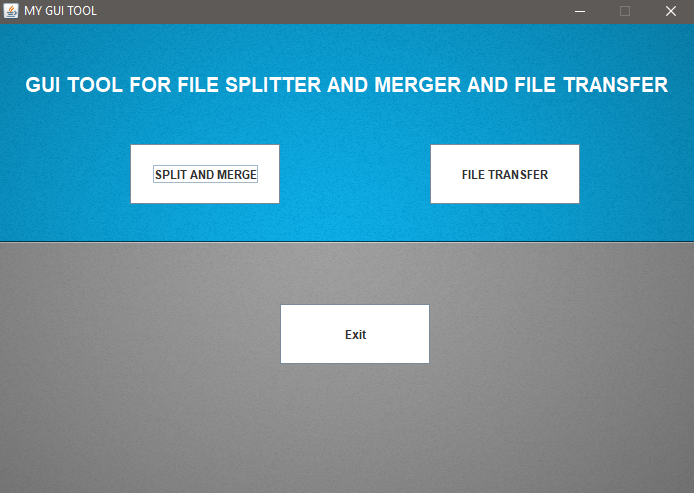 MY GUI TOOL
GUI TOOL FOR FILE SPLITTER AND MERGER AND FILE TRANSFER
SPLIT AND MERGE
FILE TRANSFER
Exit